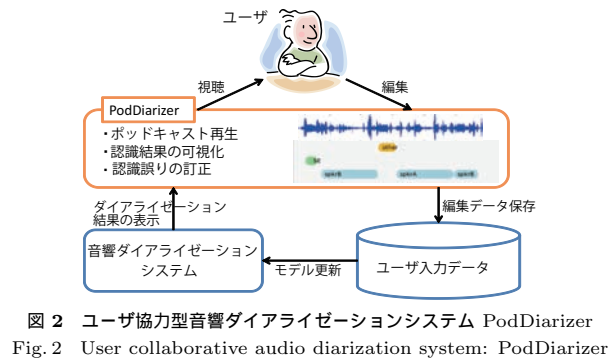 ユーザ
視聴
編集
PodDiarizer
・ポッドキャスト再生
・認識結果の可視化
・認識誤りの訂正
other
bt
spkrB
spkrA
spkrB
ダイアライゼーション
結果の表示
編集データ保存
音響ダイアライゼーション
システム
モデル更新
ユーザ入力データ
図 2 ユーザ協力型音響ダイアライゼーションシステム PodDiarizer
Fig. 2 User collaborative audio diarization system: PodDiarizer